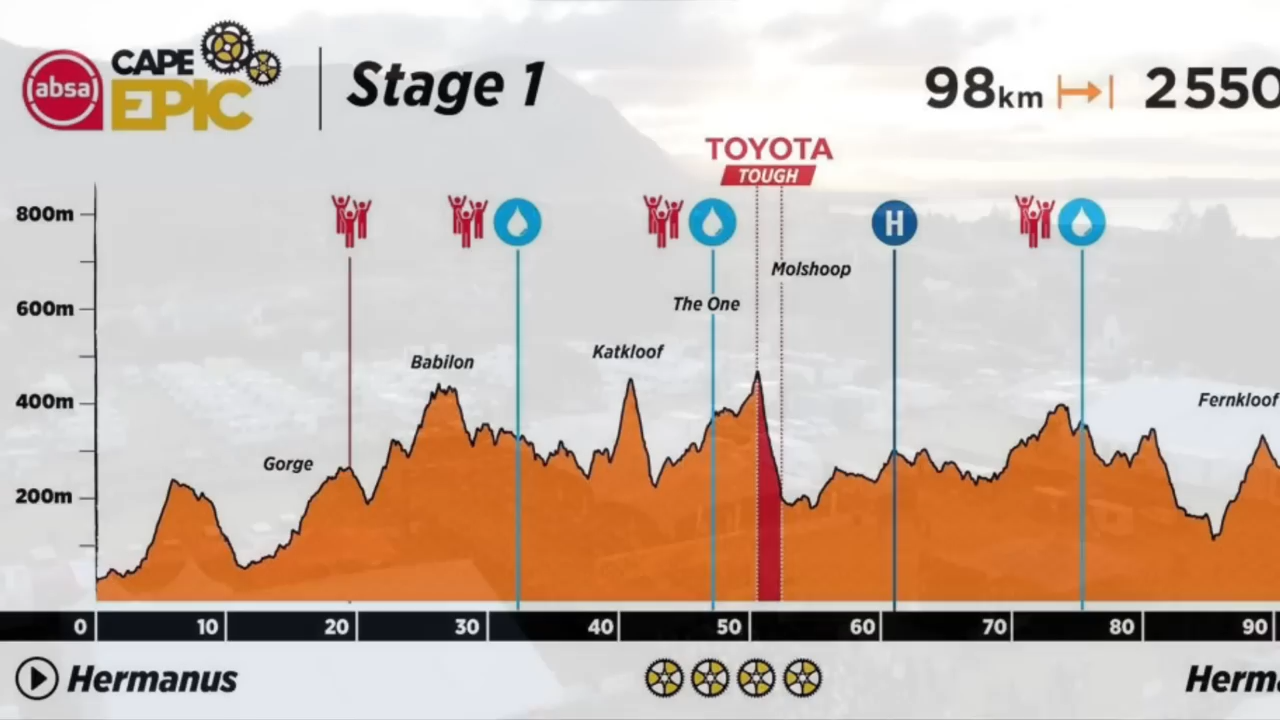 absa
CAPE
EPIC
Stage 1
98km
2550
TOYOTA
TOUGH
800m
H
Molshoop
600m
The One
Katkloof
Babilon
400m
Fernkloof
Gorge
200m
0 10 20 30 40 50 60 70 80 90
Hermanus
Herma